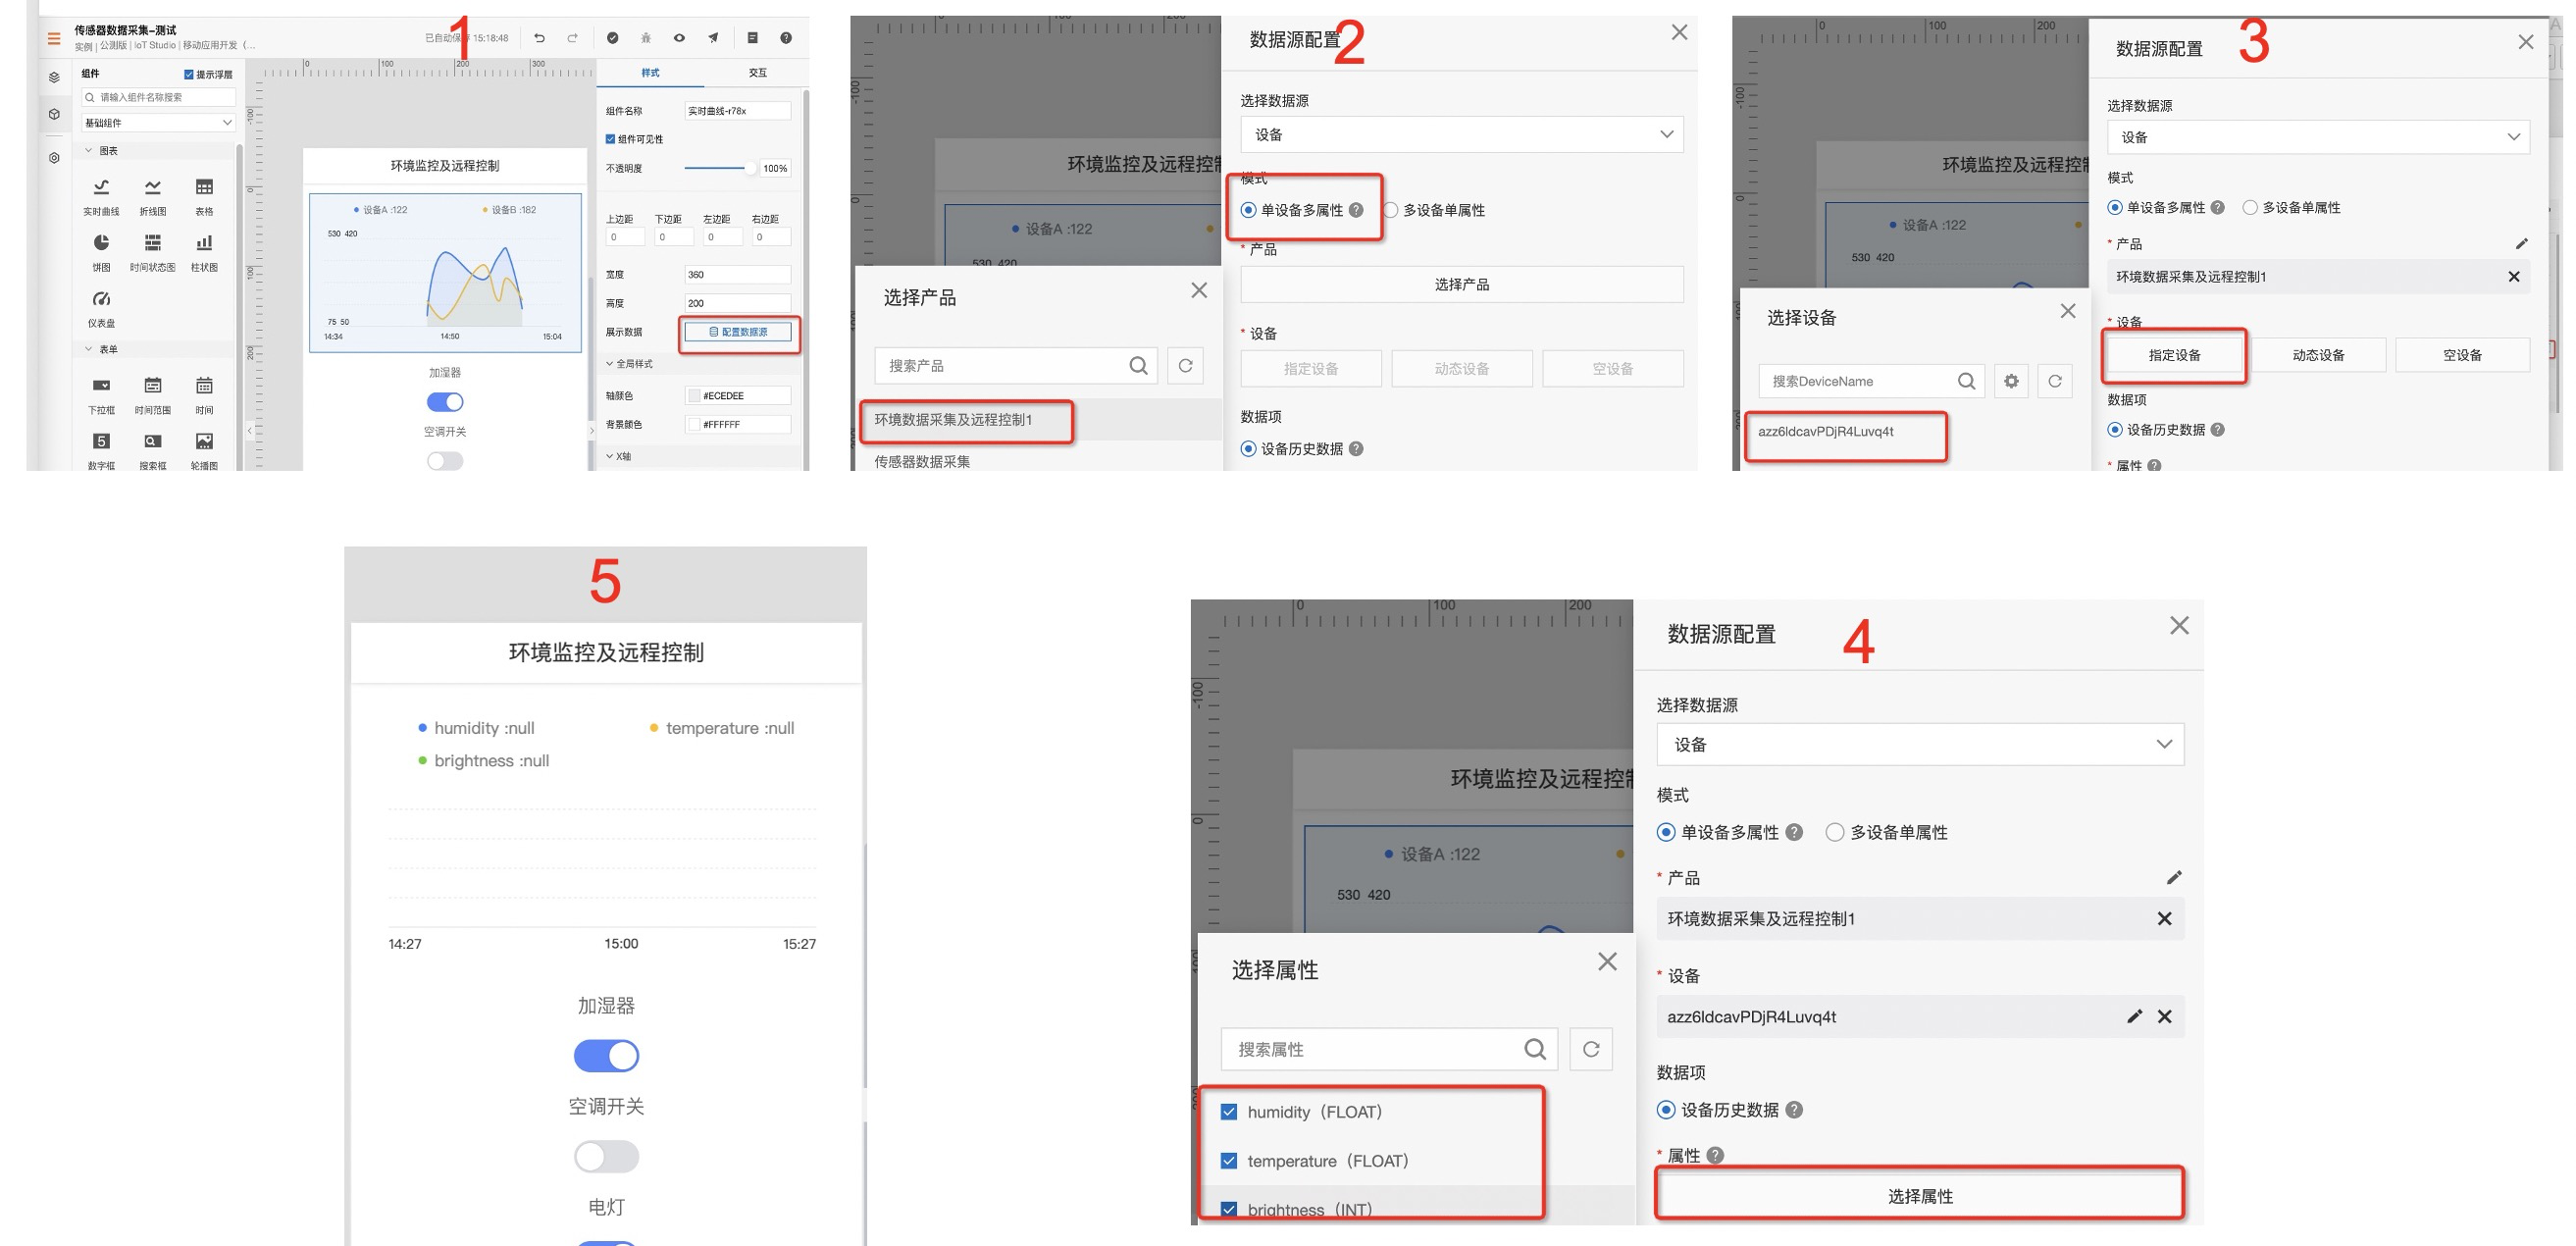 1
传感器数据采集-测试
实例 | 公测版 | IoT Studio | 移动应用开发 (...
已自动保存 15:18:48
组件
提示浮层
请输入组件名称搜索
基础组件
图表
实时曲线
折线图
表格
饼图
时间状态图
柱状图
仪表盘
表单
下拉框
时间范围
时间
数字框
搜索框
轮播图
0
100
200
300
-100
0
100
200
环境监控及远程控制
设备A :122
设备B :182
530 420
75 50
14:34
14:50
15:04
加湿器
空调开关
样式
交互
组件名称
实时曲线-r78x
组件可见性
不透明度
100%
上边距
下边距
左边距
右边距
0
0
0
0
宽度
360
高度
200
展示数据
配置数据源
全局样式
轴颜色
#ECEDEE
背景颜色
#FFFFFF
X轴
2
-100
0
环境监控及远程控制
设备A :122
530 420
选择产品
搜索产品
环境数据采集及远程控制1
传感器数据采集
数据源配置
选择数据源
设备
模式
单设备多属性
多设备单属性
* 产品
选择产品
* 设备
指定设备
动态设备
空设备
数据项
设备历史数据
3
0
100
200
-100
0
环境监控及远程控制
设备A :122
530 420
选择设备
搜索DeviceName
azz6ldcavPDjR4Luvq4t
数据源配置
选择数据源
设备
模式
单设备多属性
多设备单属性
* 产品
环境数据采集及远程控制1
* 设备
指定设备
动态设备
空设备
数据项
设备历史数据
* 属性
5
环境监控及远程控制
humidity :null
temperature :null
brightness :null
14:27
15:00
15:27
加湿器
空调开关
电灯
4
0
100
200
-100
0
环境监控及远程控制
设备A :122
530 420
选择属性
搜索属性
humidity（FLOAT）
temperature（FLOAT）
brightness（INT）
数据源配置
选择数据源
设备
模式
单设备多属性
多设备单属性
* 产品
环境数据采集及远程控制1
* 设备
azz6ldcavPDjR4Luvq4t
数据项
设备历史数据
* 属性
选择属性